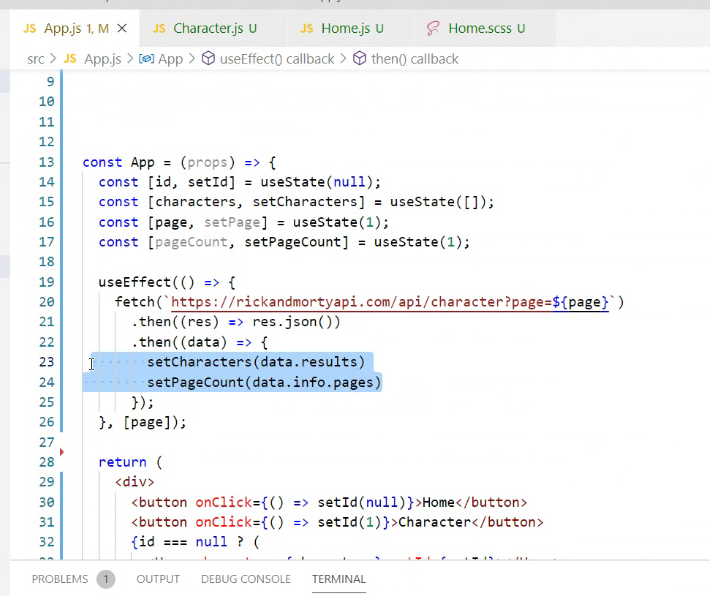 JS App.js 1, M ×
JS Character.js U
JS Home.js U
Home.scss U
src > JS App.js > App > useEffect() callback > then() callback
9
10
11
12
13 const App = (props) => {
14 const [id, setId] = useState(null);
15 const [characters, setCharacters] = useState([]);
16 const [page, setPage] = useState(1);
17 const [pageCount, setPageCount] = useState(1);
18
19 useEffect(() => {
20 fetch(`https://rickandmortyapi.com/api/character?page=${page}`)
21 .then((res) => res.json())
22 .then((data) => {
23 setCharacters(data.results)
24 setPageCount(data.info.pages)
25 });
26 }, [page]);
27
28 return (
29 <div>
30 <button onClick={() => setId(null)}>Home</button>
31 <button onClick={() => setId(1)}>Character</button>
32 {id === null ? (
PROBLEMS 1 OUTPUT DEBUG CONSOLE TERMINAL